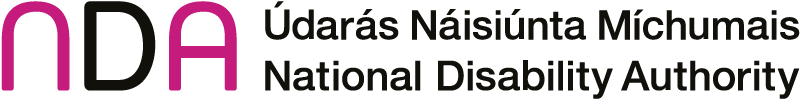 NDA
Údarás Náisiúnta Míchumais
National Disability Authority